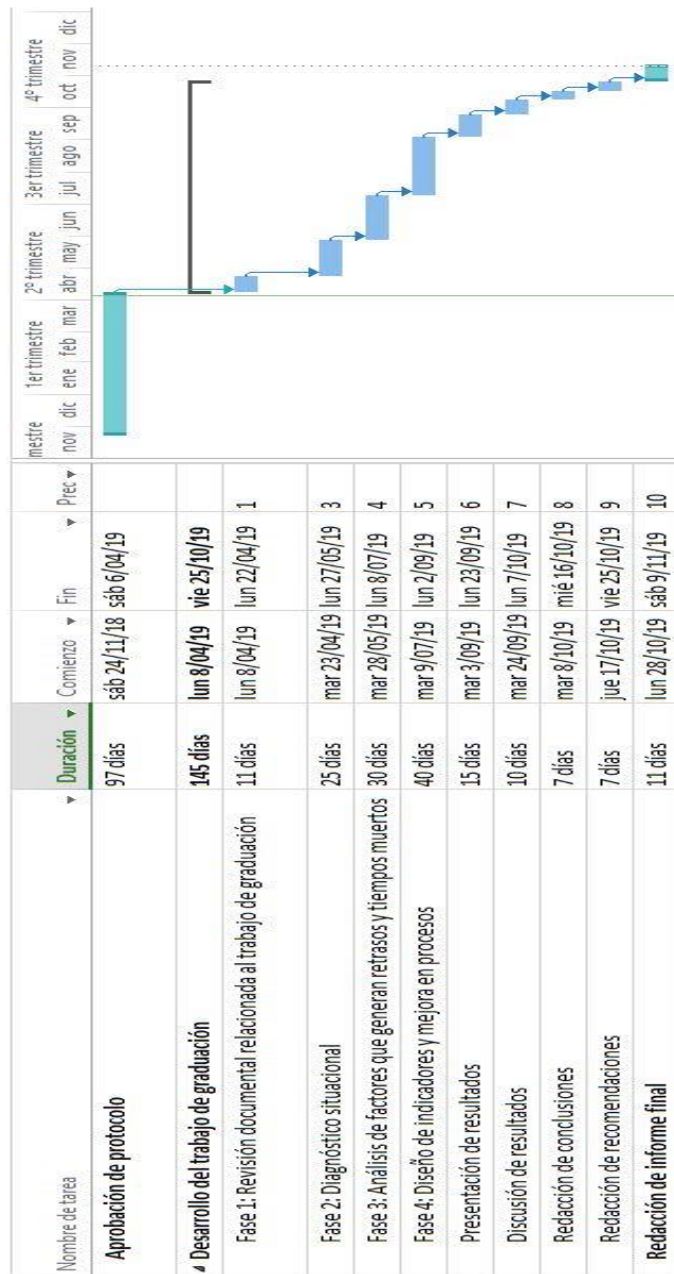 Nombre de tarea Duración Comienzo Fin Prec
Aprobación de protocolo 97 días sáb 24/11/18 sáb 6/04/19
Desarrollo del trabajo de graduación 145 días lun 8/04/19 vie 25/10/19
Fase 1: Revisión documental relacionada al trabajo de graduación 11 días lun 8/04/19 lun 22/04/19 1
Fase 2: Diagnóstico situacional 25 días mar 23/04/19 lun 27/05/19 3
Fase 3: Análisis de factores que generan retrasos y tiempos muertos 30 días mar 28/05/19 lun 8/07/19 4
Fase 4: Diseño de indicadores y mejora en procesos 40 días mar 9/07/19 lun 2/09/19 5
Presentación de resultados 15 días mar 3/09/19 lun 23/09/19 6
Discusión de resultados 10 días mar 24/09/19 lun 7/10/19 7
Redacción de conclusiones 7 días mar 8/10/19 mié 16/10/19 8
Redacción de recomendaciones 7 días jue 17/10/19 vie 25/10/19 9
Redacción de informe final 11 días lun 28/10/19 sáb 9/11/19 10
mestre 1er trimestre 2º trimestre 3er trimestre 4º trimestre
nov dic ene feb mar abr may jun jul ago sep oct nov dic